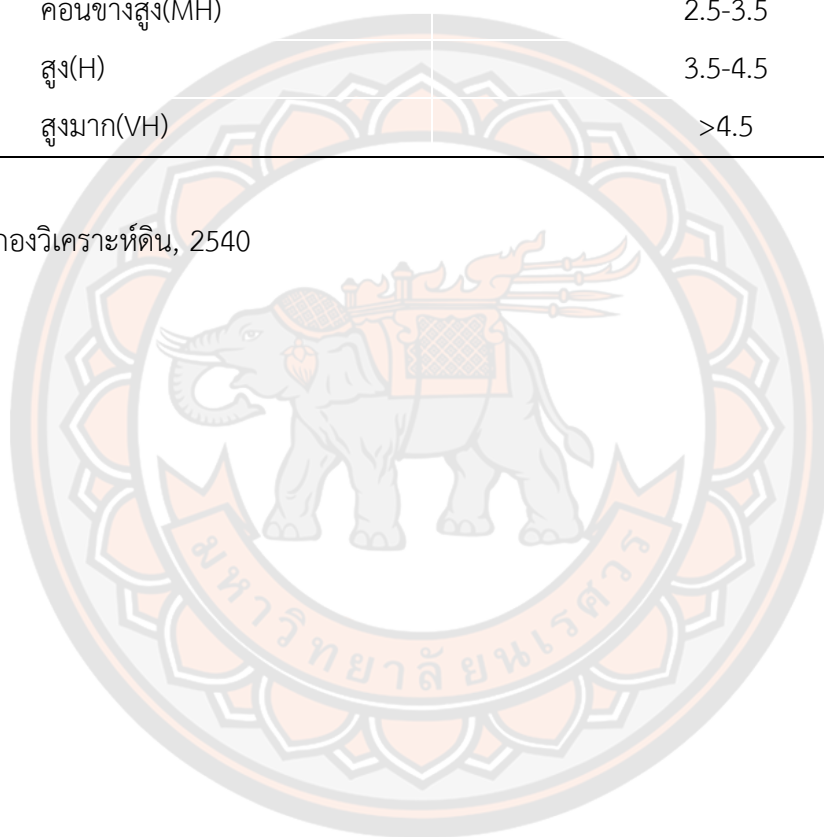 ค่อนข้างสูง(MH) 2.5-3.5
สูง(H) 3.5-4.5
สูงมาก(VH) >4.5
กองวิเคราะห์ดิน, 2540
มหาวิทยาลัยนเรศวร